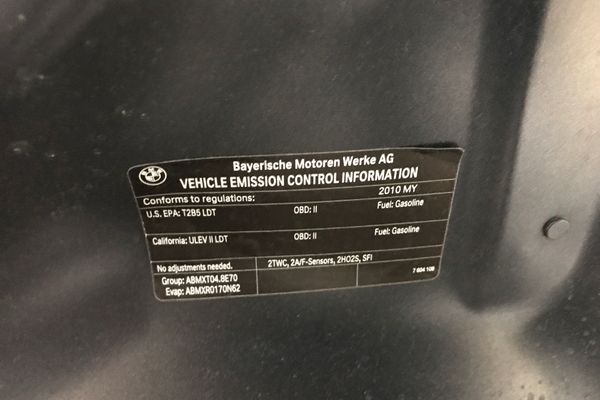 Bayerische Motoren Werke AG
VEHICLE EMISSION CONTROL INFORMATION
Conforms to regulations: 2010 MY
U.S. EPA: T2B5 LDT OBD: II Fuel: Gasoline
California: ULEV II LDT OBD: II Fuel: Gasoline
No adjustments needed. 2TWC, 2A/F-Sensors, 2HO2S, SFI
Group: ABMXT04.8E70 7 604 108
Evap: ABMXR0170N62